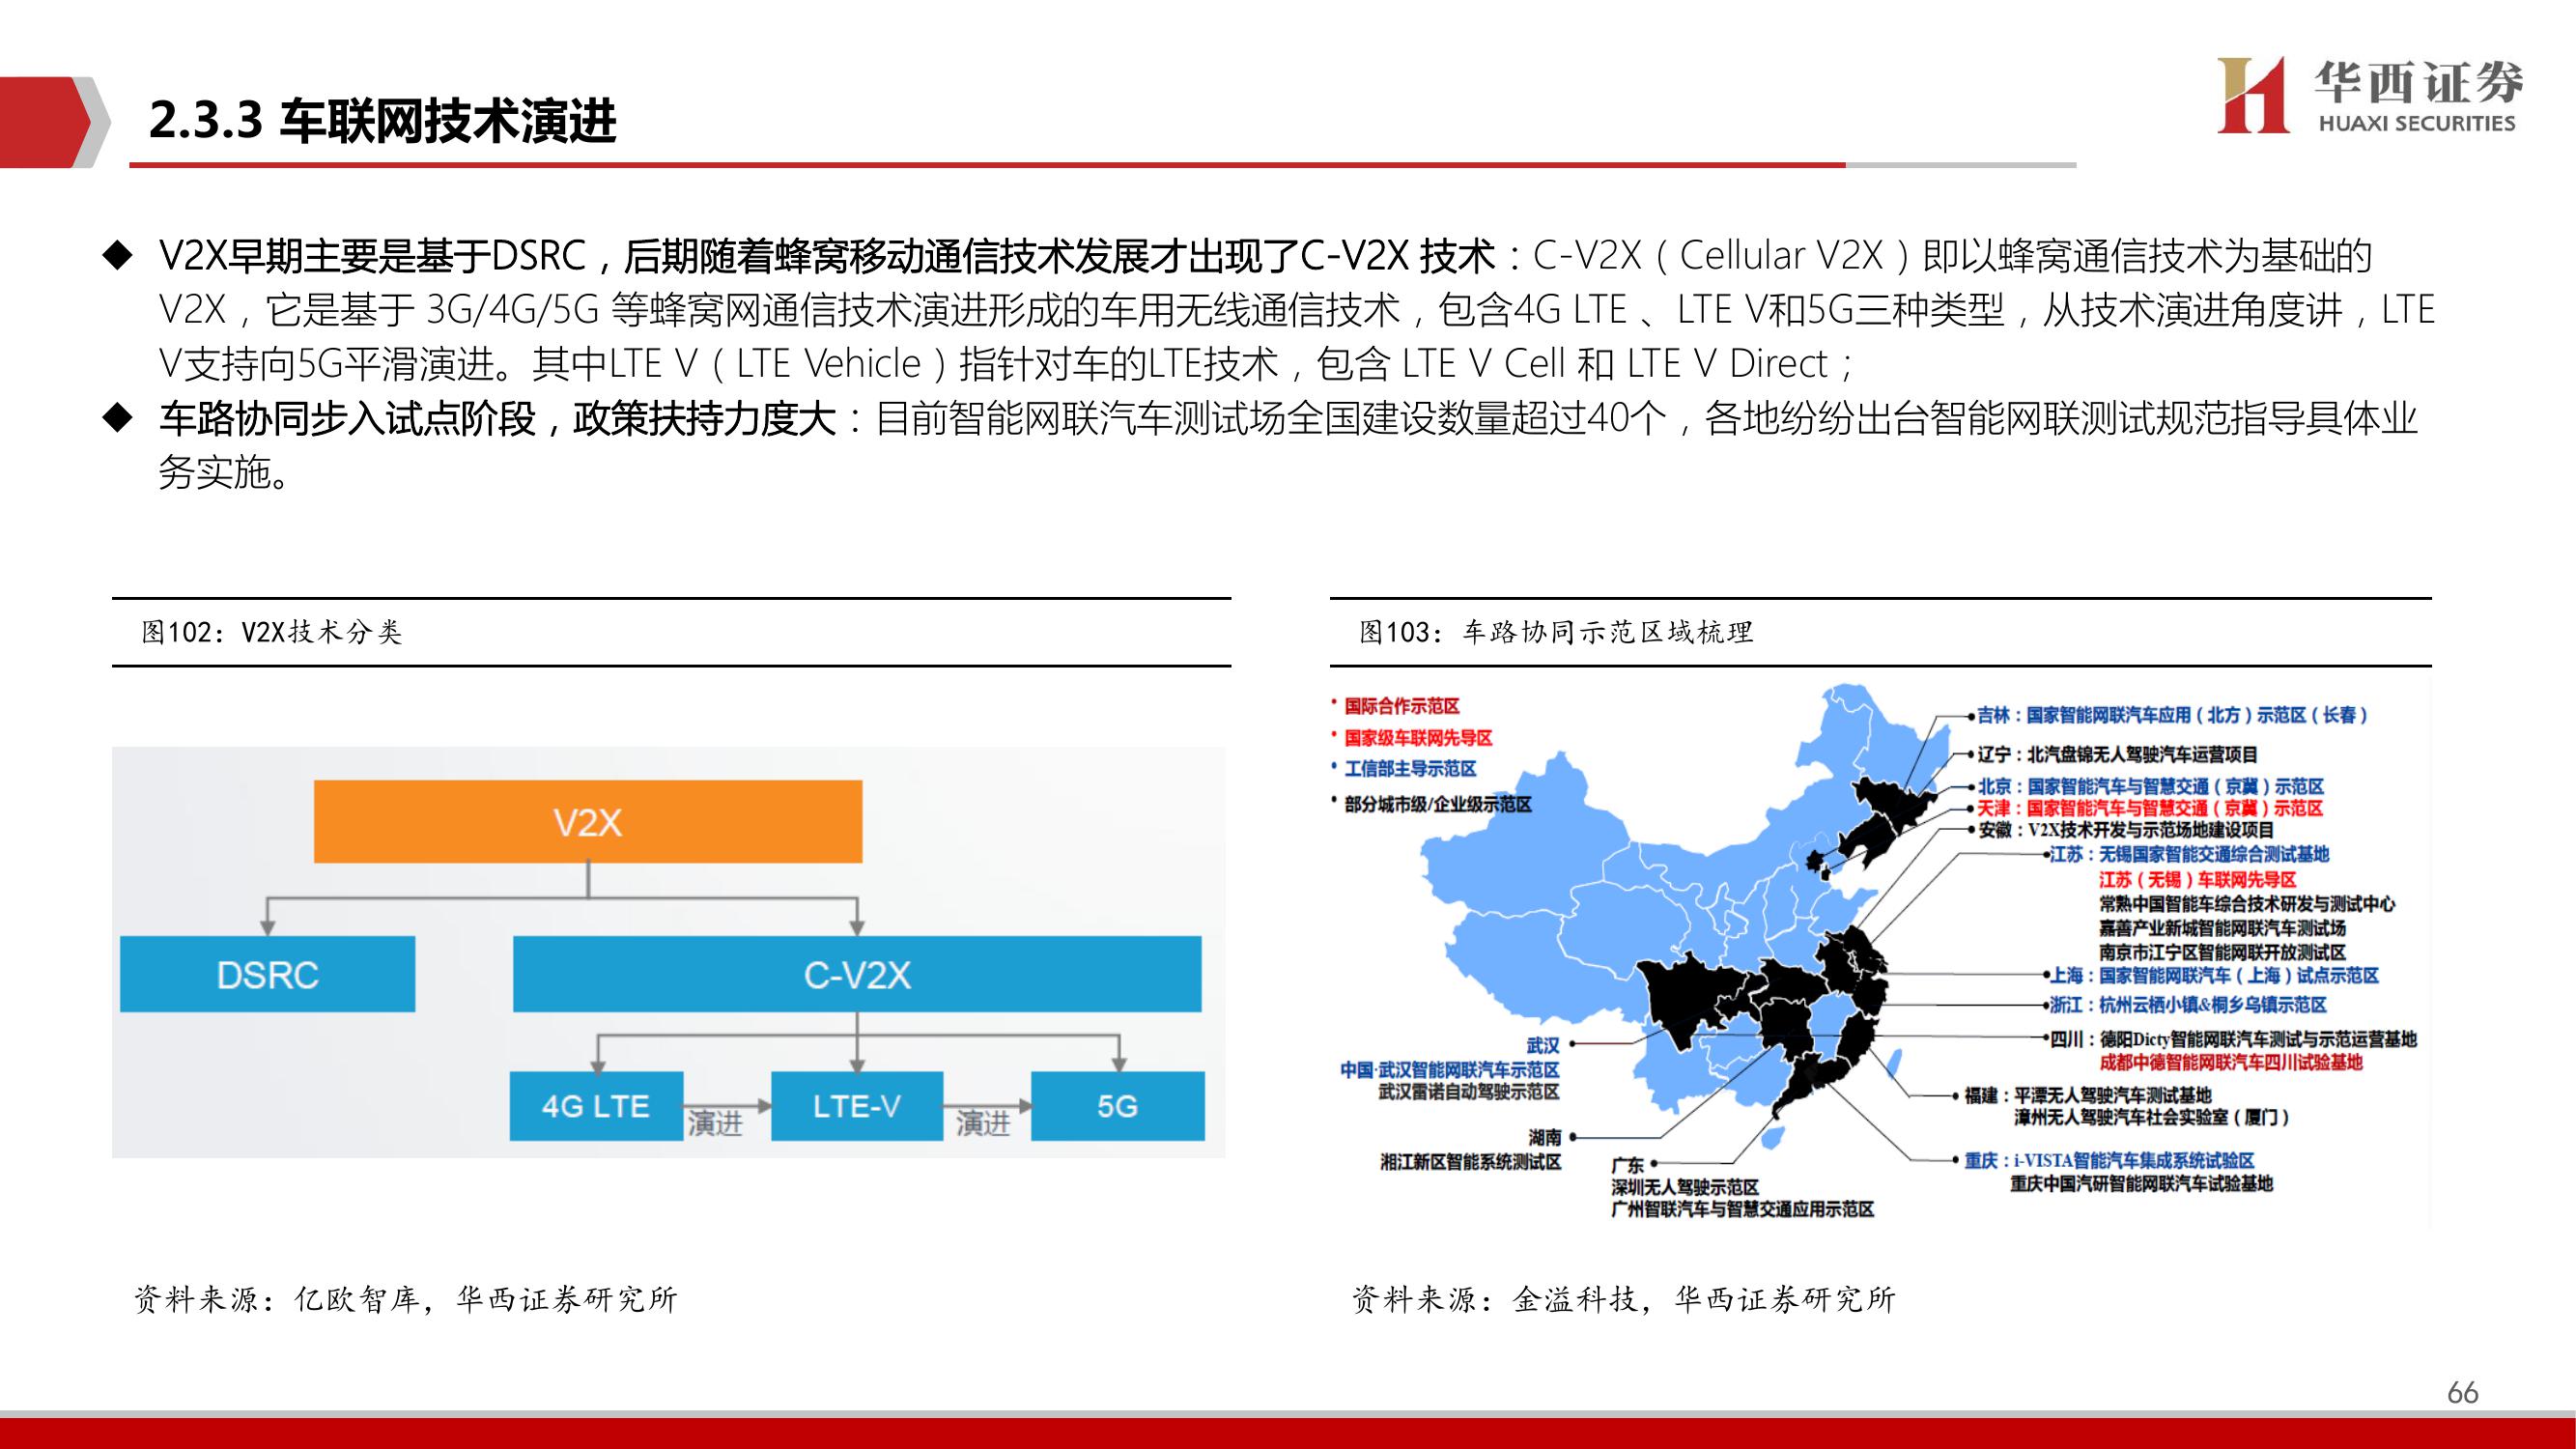 2.3.3 车联网技术演进
华西证券
HUAXI SECURITIES
◆ V2X早期主要是基于DSRC，后期随着蜂窝移动通信技术发展才出现了C-V2X 技术：C-V2X（Cellular V2X）即以蜂窝通信技术为基础的
V2X，它是基于 3G/4G/5G 等蜂窝网通信技术演进形成的车用无线通信技术，包含4G LTE 、LTE V和5G三种类型，从技术演进角度讲，LTE
V支持向5G平滑演进。其中LTE V（LTE Vehicle）指针对车的LTE技术，包含 LTE V Cell 和 LTE V Direct；
◆ 车路协同步入试点阶段，政策扶持力度大：目前智能网联汽车测试场全国建设数量超过40个，各地纷纷出台智能网联测试规范指导具体业
务实施。
图102：V2X技术分类
V2X
DSRC
C-V2X
4G LTE
演进
LTE-V
演进
5G
资料来源：亿欧智库，华西证券研究所
图103：车路协同示范区域梳理
• 国际合作示范区
• 国家级车联网先导区
• 工信部主导示范区
• 部分城市级/企业级示范区
吉林：国家智能网联汽车应用（北方）示范区（长春）
辽宁：北汽盘锦无人驾驶汽车运营项目
北京：国家智能汽车与智慧交通（京冀）示范区
天津：国家智能汽车与智慧交通（京冀）示范区
安徽：V2X技术开发与示范场地建设项目
江苏：无锡国家智能交通综合测试基地
江苏（无锡）车联网先导区
常熟中国智能车综合技术研发与测试中心
嘉善产业新城智能网联汽车测试场
南京市江宁区智能网联开放测试区
上海：国家智能网联汽车（上海）试点示范区
浙江：杭州云栖小镇&桐乡乌镇示范区
四川：德阳Dicty智能网联汽车测试与示范运营基地
成都中德智能网联汽车四川试验基地
福建：平潭无人驾驶汽车测试基地
漳州无人驾驶汽车社会实验室（厦门）
重庆：i-VISTA智能汽车集成系统试验区
重庆中国汽研智能网联汽车试验基地
武汉
中国·武汉智能网联汽车示范区
武汉雷诺自动驾驶示范区
湖南
湘江新区智能系统测试区
广东
深圳无人驾驶示范区
广州智联汽车与智慧交通应用示范区
资料来源：金溢科技，华西证券研究所
66